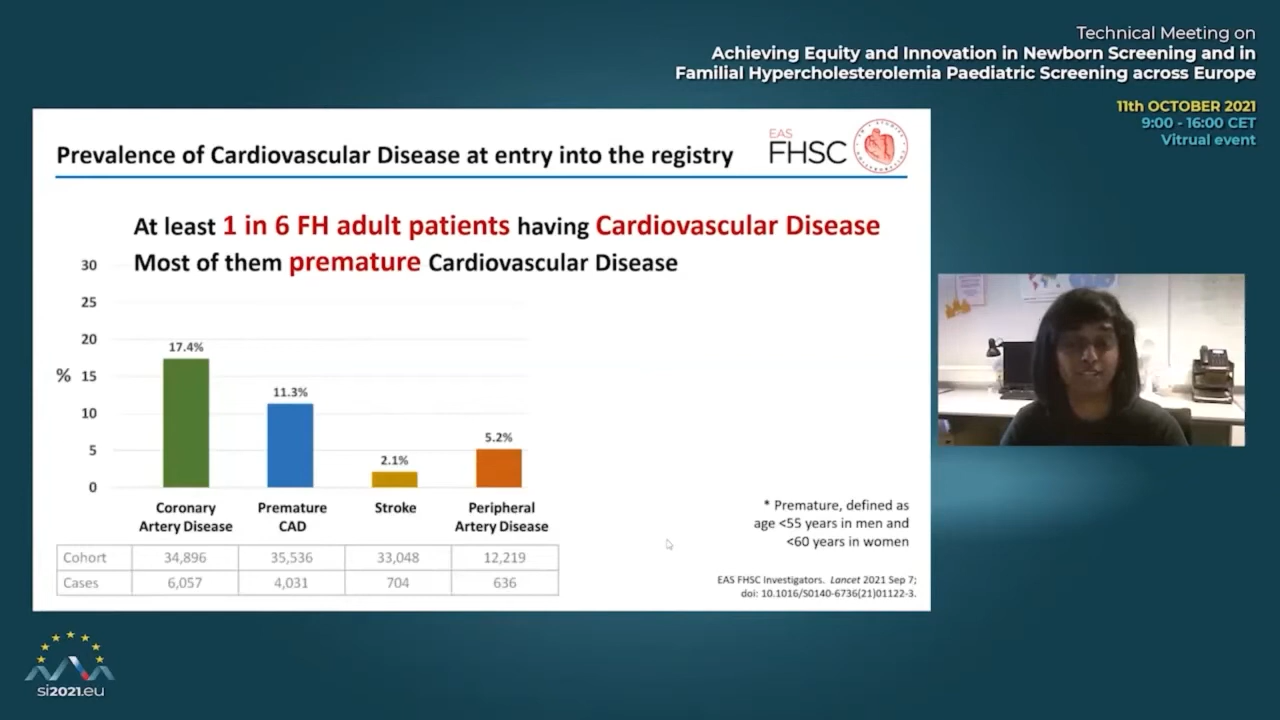 Technical Meeting on
Achieving Equity and Innovation in Newborn Screening and in
Familial Hypercholesterolemia Paediatric Screening across Europe
11th OCTOBER 2021
9:00 - 16:00 CET
Vitrual event
Prevalence of Cardiovascular Disease at entry into the registry
EAS
FHSC
At least 1 in 6 FH adult patients having Cardiovascular Disease
Most of them premature Cardiovascular Disease
30
25
20
15
10
5
0
%
17.4%
11.3%
2.1%
5.2%
Coronary Artery Disease
Premature CAD
Stroke
Peripheral Artery Disease
Cohort 34,896 35,536 33,048 12,219
Cases 6,057 4,031 704 636
* Premature, defined as
age <55 years in men and
<60 years in women
EAS FHSC Investigators. Lancet 2021 Sep 7;
doi: 10.1016/S0140-6736(21)01122-3.
si2021.eu